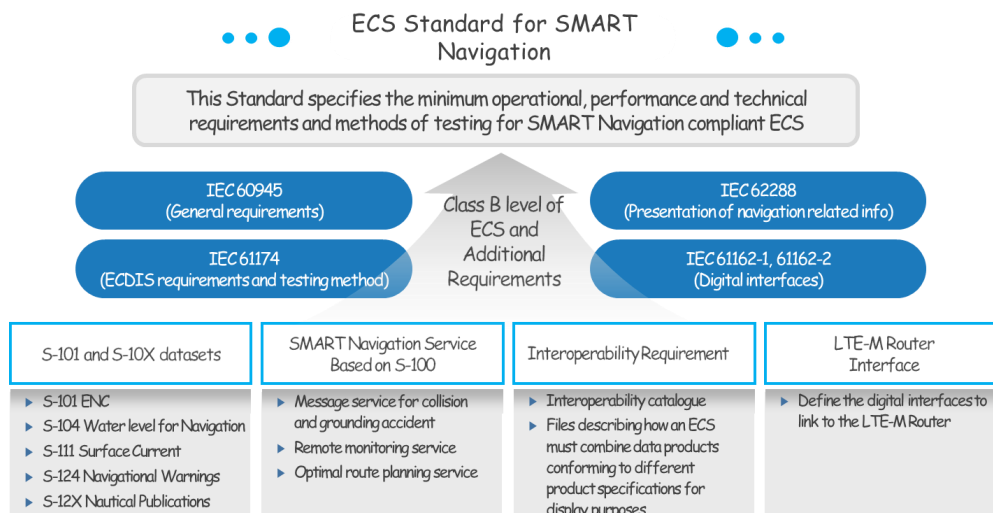 ECS Standard for SMART
Navigation
This Standard specifies the minimum operational, performance and technical
requirements and methods of testing for SMART Navigation compliant ECS
IEC 60945
(General requirements)
IEC 61174
(ECDIS requirements and testing method)
Class B level of
ECS and
Additional
Requirements
IEC 62288
(Presentation of navigation related info)
IEC 61162-1, 61162-2
(Digital interfaces)
S-101 and S-10X datasets
S-101 ENC
S-104 Water level for Navigation
S-111 Surface Current
S-124 Navigational Warnings
S-12X Nautical Publications
SMART Navigation Service
Based on S-100
Message service for collision
and grounding accident
Remote monitoring service
Optimal route planning service
Interoperability Requirement
Interoperability catalogue
Files describing how an ECS
must combine data products
conforming to different
product specifications for
display purposes
LTE-M Router
Interface
Define the digital interfaces to
link to the LTE-M Router